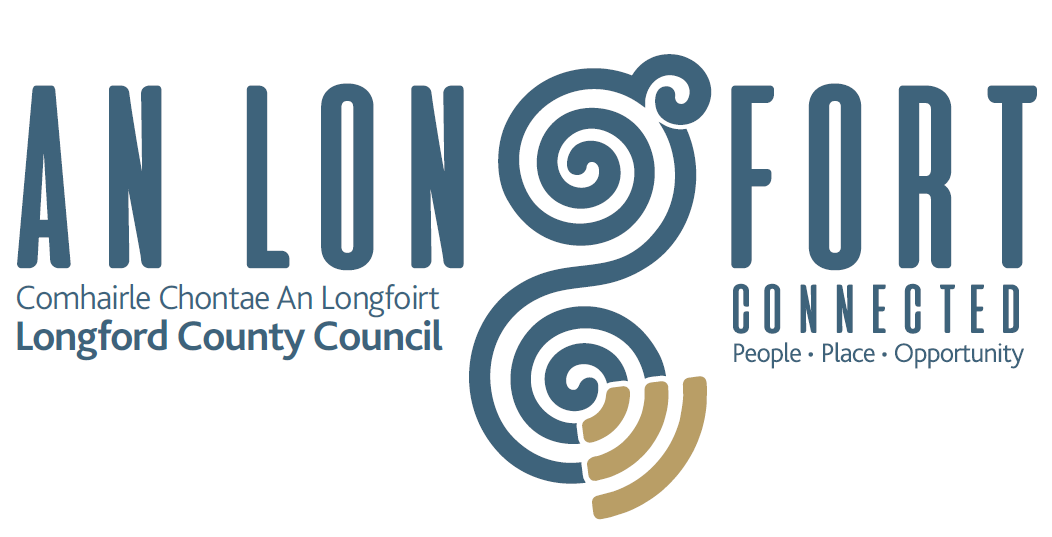 AN LONgFORT
Comhairle Chontae An Longfoirt
Longford County Council
CONNECTED
People • Place • Opportunity